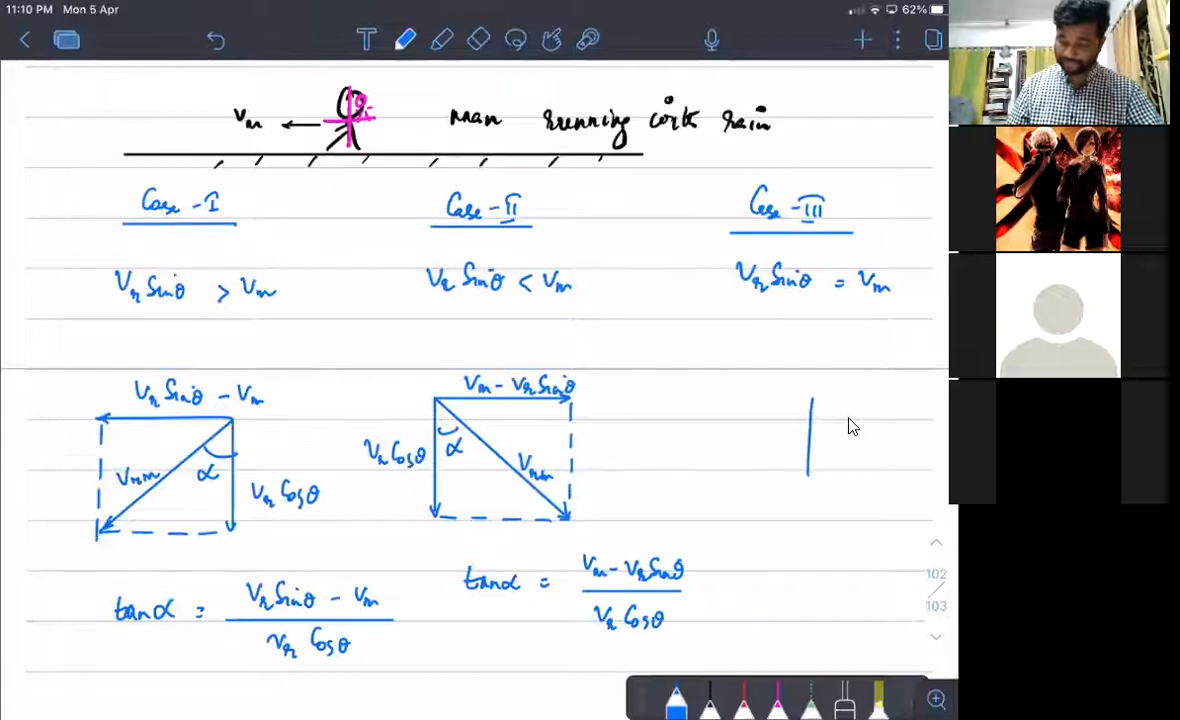 11:10 PM Mon 5 Apr
62%
Vm
man running with rain
Case - I
Case - II
Case - III
Vr Sinθ > Vm
Vr Sinθ < Vm
Vr Sinθ = Vm
Vr Sinθ - Vm
Vm - Vr Sinθ
Vrm
α
Vr Cosθ
Vr Cosθ
α
Vrm
tanα = Vr Sinθ - Vm
Vr Cosθ
tanα = Vm - Vr Sinθ
Vr Cosθ
102
103